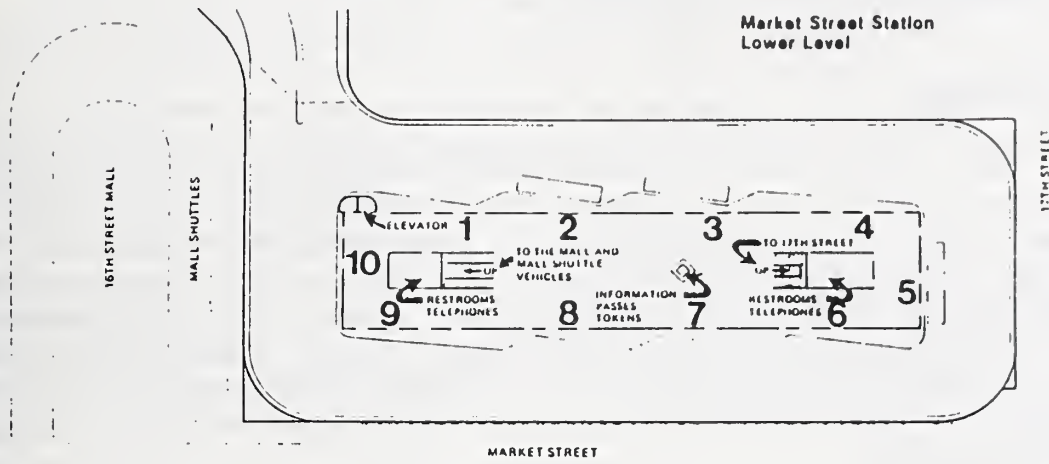 Market Street Station
Lower Level
16TH STREET MALL
MALL SHUTTLES
17TH STREET
ELEVATOR
1
2
3
4
TO THE MALL AND
MALL SHUTTLE
VEHICLES
UP
TO 17TH STREET
UP
10
5
9
RESTROOMS
TELEPHONES
8
INFORMATION
PASSES
TOKENS
7
RESTROOMS
TELEPHONES
6
MARKET STREET